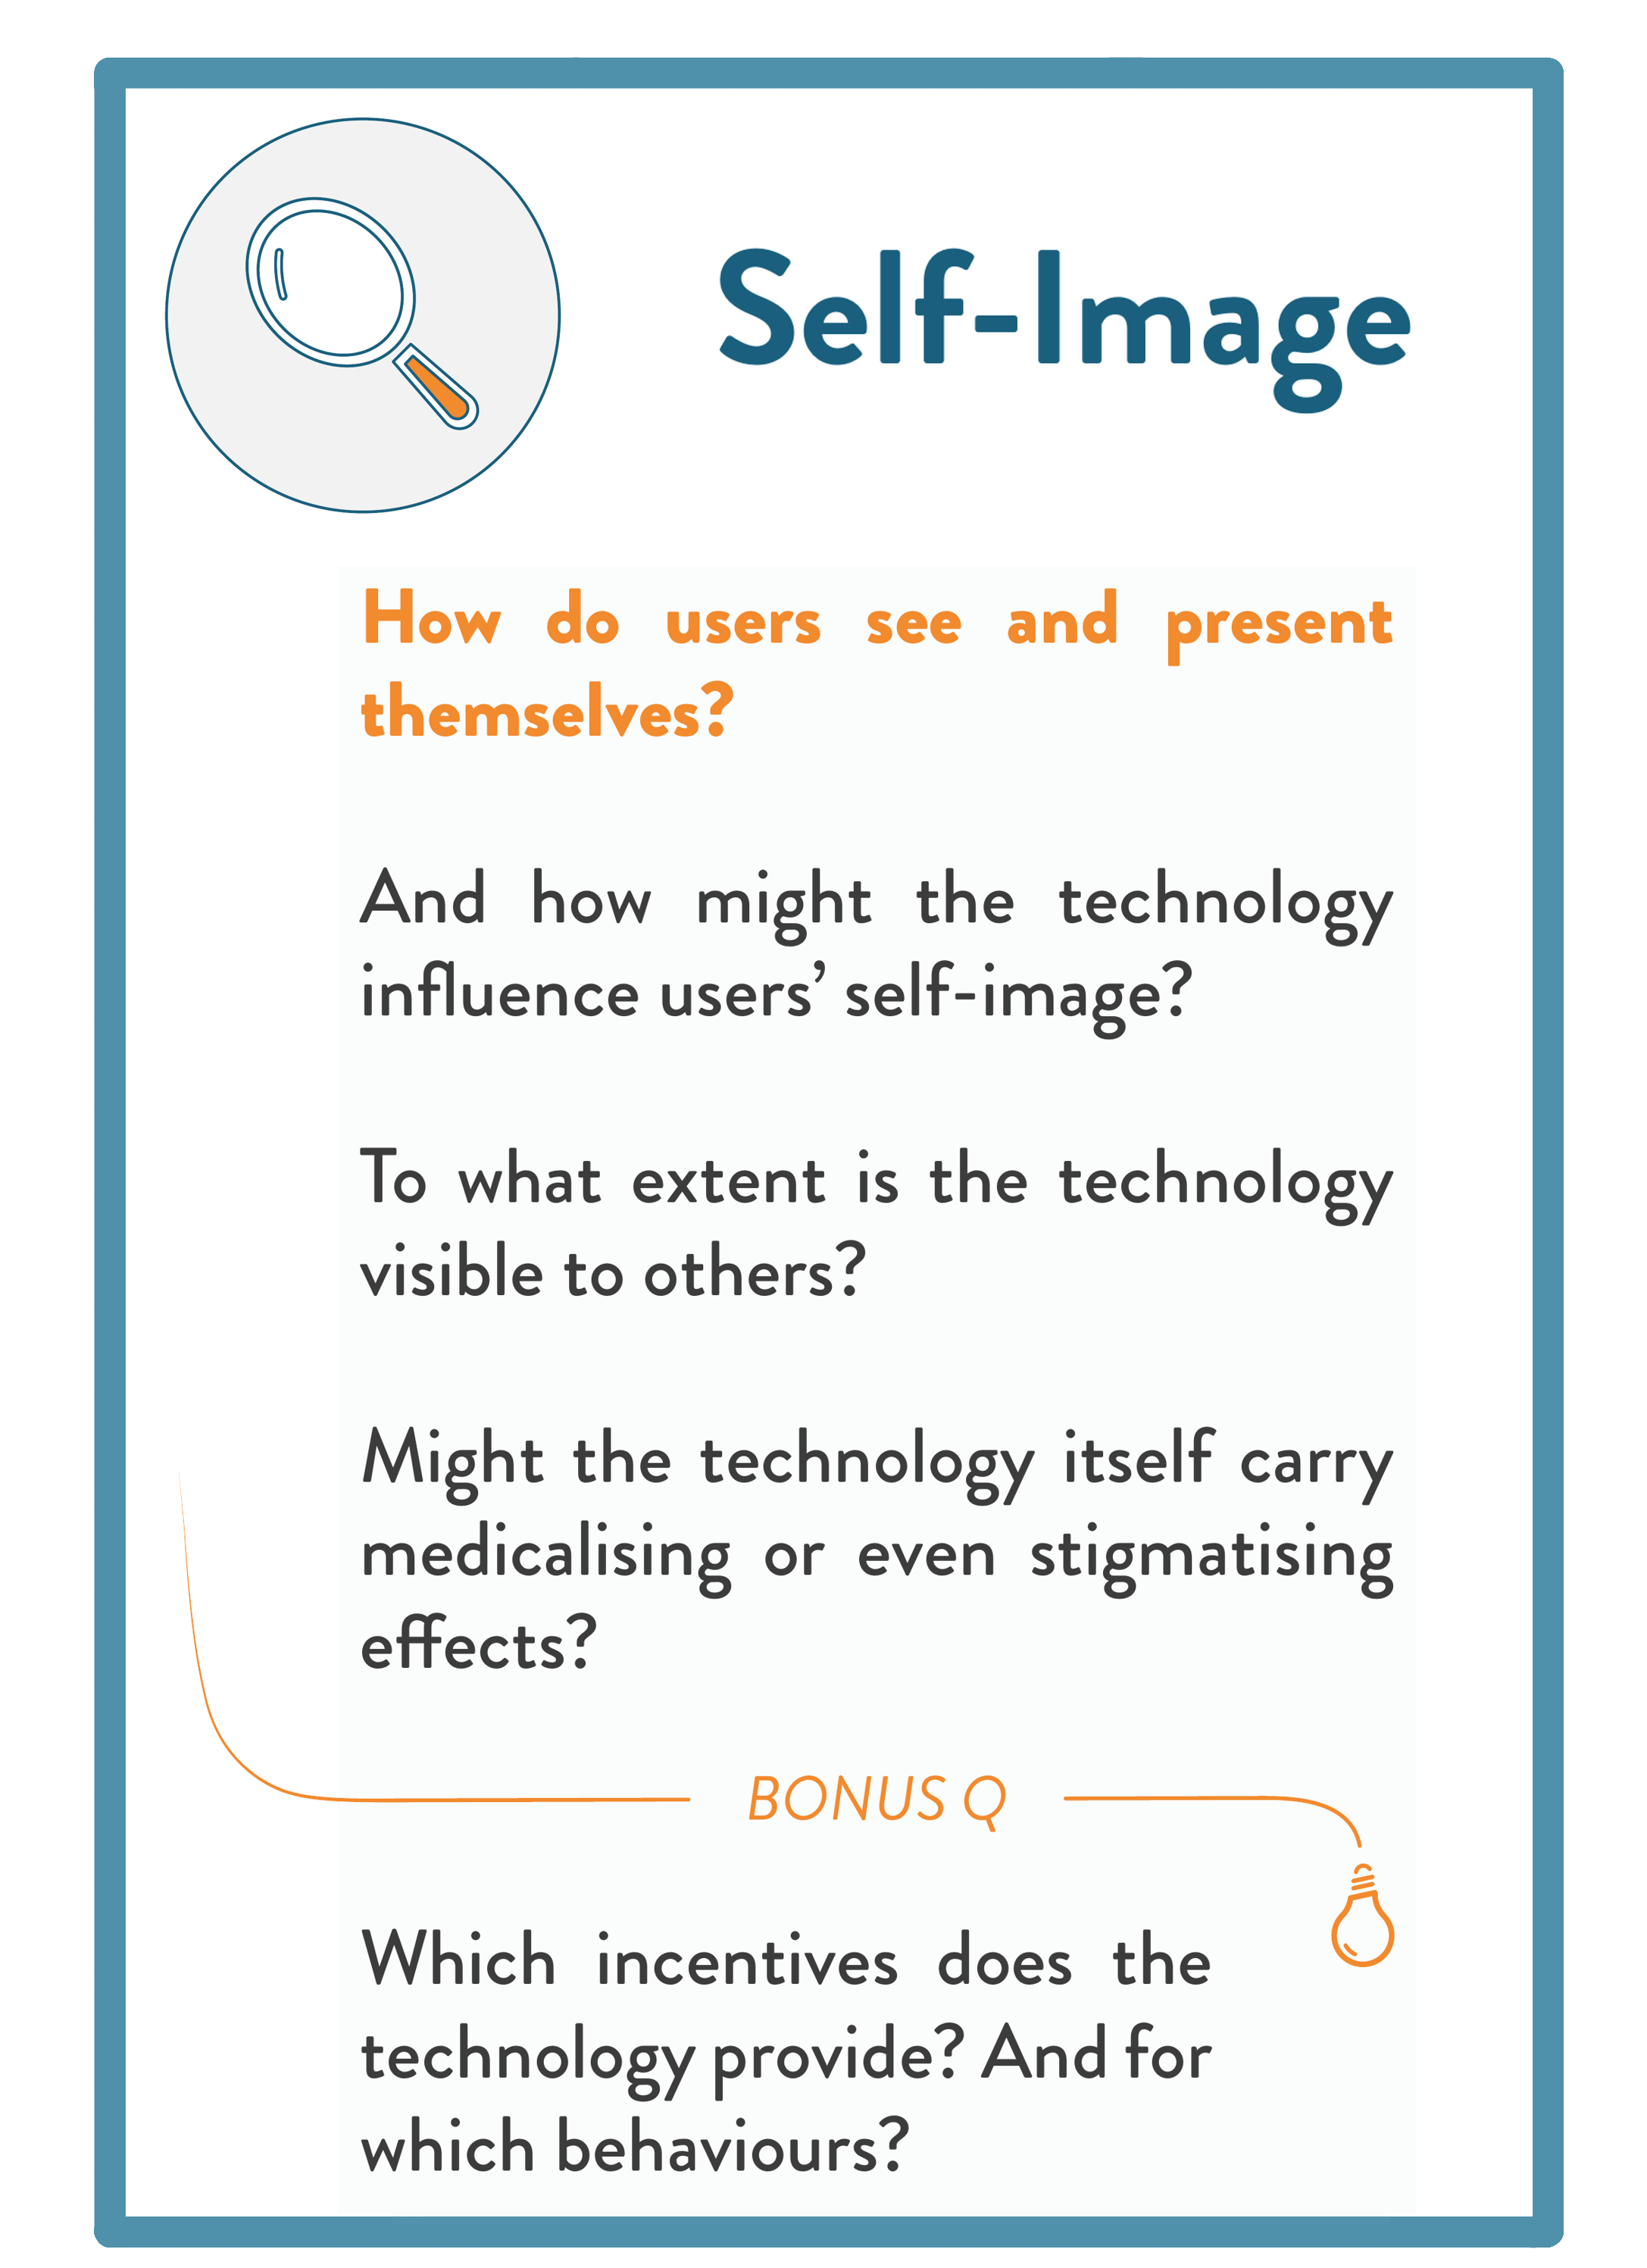 Self-Image
How do users see and present
themselves?
And how might the technology
influence users’ self-image?
To what extent is the technology
visible to others?
Might the technology itself carry
medicalising or even stigmatising
effects?
BONUS Q
Which incentives does the
technology provide? And for
which behaviours?